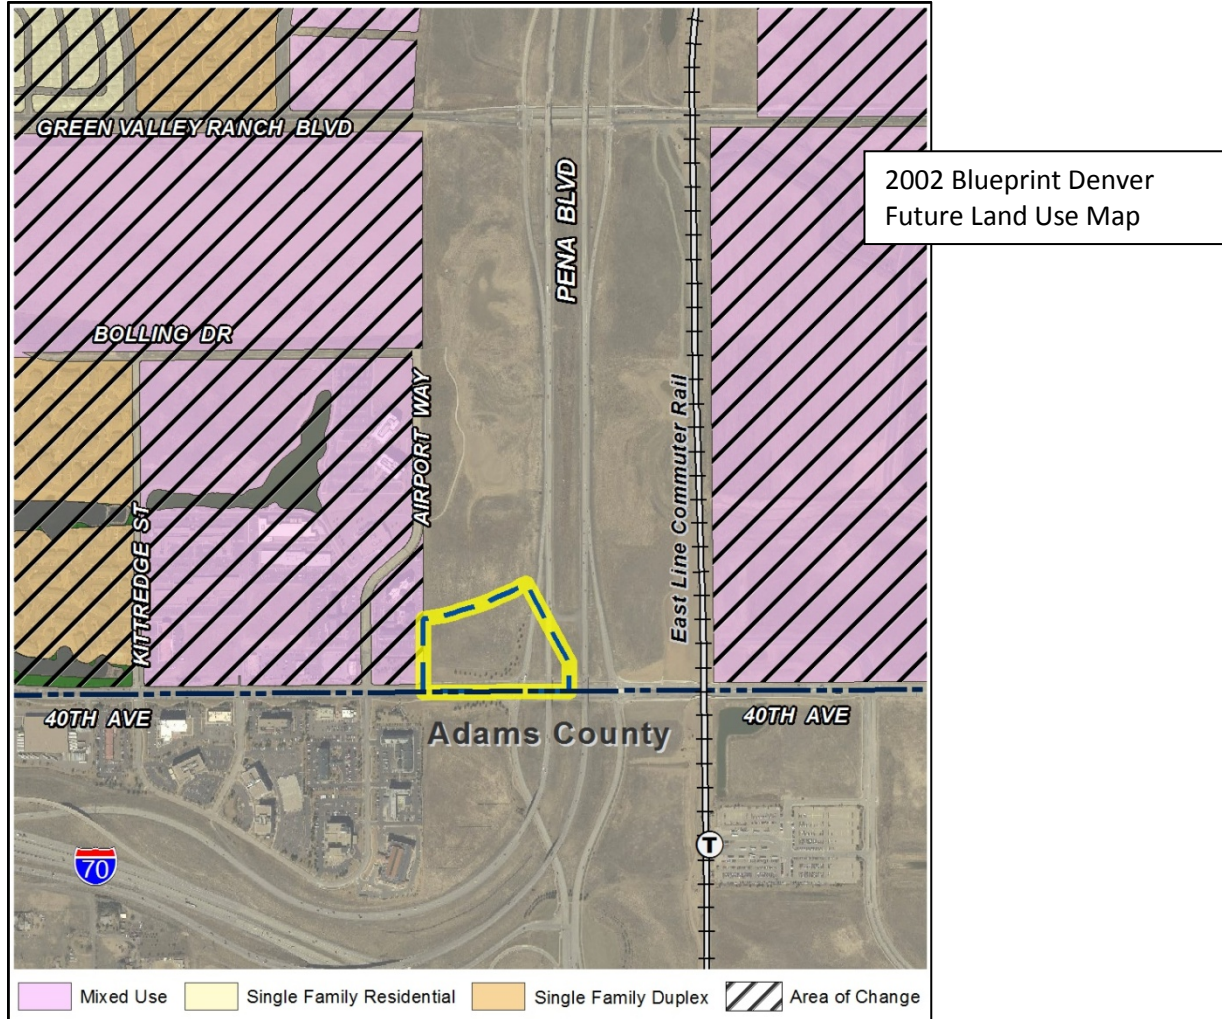 GREEN VALLEY RANCH BLVD
PENA BLVD
2002 Blueprint Denver
Future Land Use Map
BOLLING DR
AIRPORT WAY
East Line Commuter Rail
KITTREDGE ST
40TH AVE
Adams County
40TH AVE
T
70
Mixed Use
Single Family Residential
Single Family Duplex
Area of Change